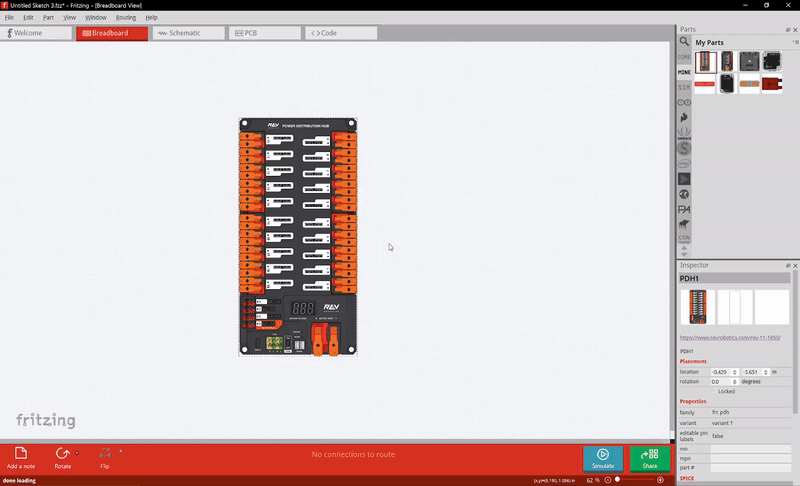 Untitled Sketch 3.fzz* - Fritzing - [Breadboard View]
File Edit Part View Window Routing Help
Welcome
Breadboard
Schematic
PCB
Code
Parts
My Parts
CORE
MINE
SIM
CON
REV POWER DISTRIBUTION HUB
REV
fritzing
Inspector
PDH1
https://www.revrobotics.com/rev-11-1850/
PDH1
Placement
location -0.429 -3.651 in
rotation 0.0 degrees
Locked
Properties
family frc pdh
variant variant 1
editable pin labels false
mn
mpn
part #
SPICE
Add a note
Rotate
Flip
No connections to route
Simulate
Share
done loading
62 %